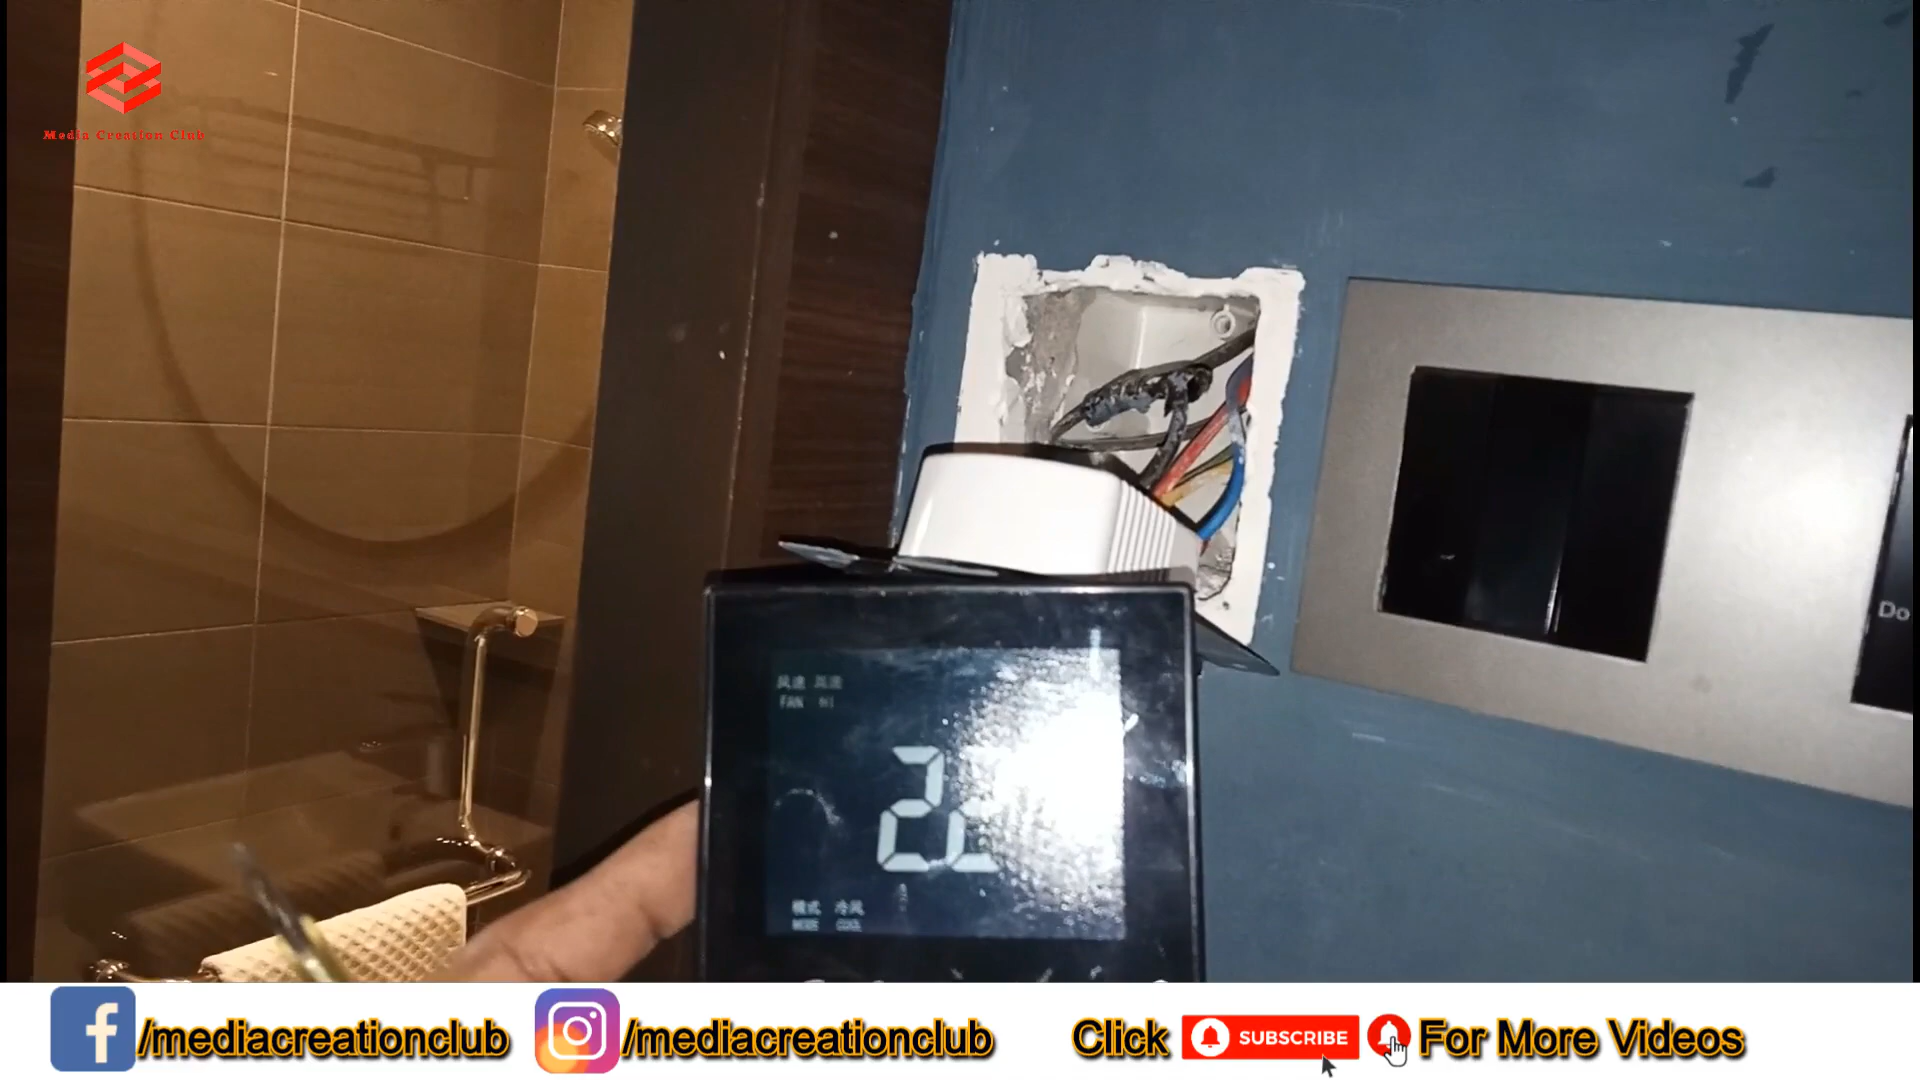 Media Creation Club
Do
风速 高速
FAN HI
模式 冷风
MODE COOL
/mediacreationclub
/mediacreationclub
Click SUBSCRIBE For More Videos